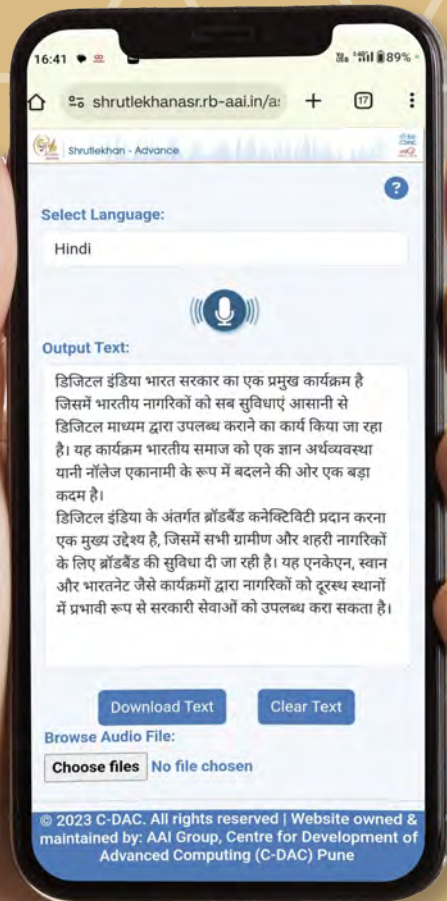 16:41
89%
shrutlekhanasr.rb-aai.in/a:
17
Shrutlekhan - Advance
?
Select Language:
Hindi
Output Text:
डिजिटल इंडिया भारत सरकार का एक प्रमुख कार्यक्रम है
जिसमें भारतीय नागरिकों को सब सुविधाएं आसानी से
डिजिटल माध्यम द्वारा उपलब्ध कराने का कार्य किया जा रहा
है। यह कार्यक्रम भारतीय समाज को एक ज्ञान अर्थव्यवस्था
यानी नॉलेज एकानामी के रूप में बदलने की ओर एक बड़ा
कदम है।
डिजिटल इंडिया के अंतर्गत ब्रॉडबैंड कनेक्टिविटी प्रदान करना
एक मुख्य उद्देश्य है, जिसमें सभी ग्रामीण और शहरी नागरिकों
के लिए ब्रॉडबैंड की सुविधा दी जा रही है। यह एनकेएन, स्वान
और भारतनेट जैसे कार्यक्रमों द्वारा नागरिकों को दूरस्थ स्थानों
में प्रभावी रूप से सरकारी सेवाओं को उपलब्ध करा सकता है।
Download Text
Clear Text
Browse Audio File:
Choose files No file chosen
© 2023 C-DAC. All rights reserved | Website owned &
maintained by: AAI Group, Centre for Development of
Advanced Computing (C-DAC) Pune